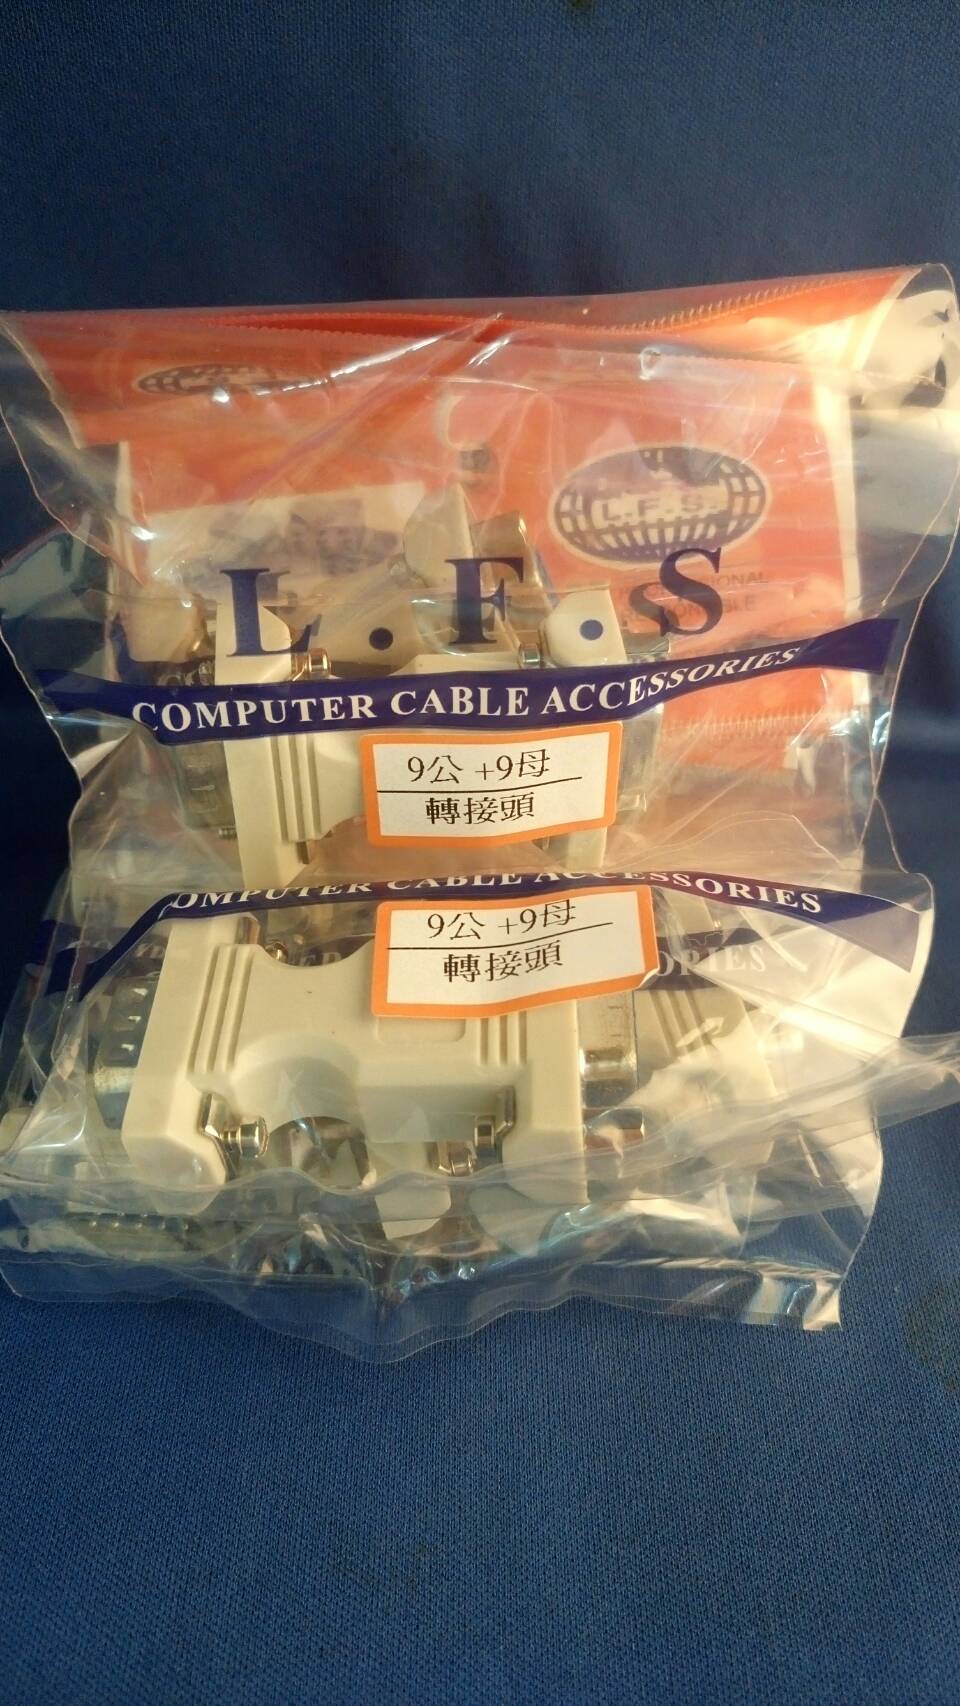 L.F.S.
L.F.S
COMPUTER CABLE ACCESSORIES
9公+9母
轉接頭
COMPUTER CABLE ACCESSORIES
9公+9母
轉接頭